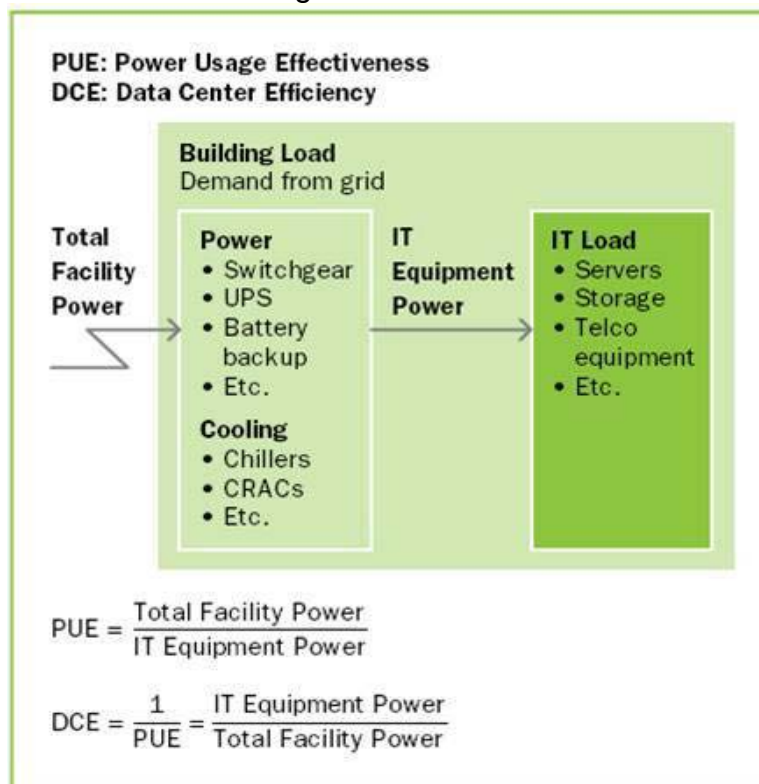 PUE: Power Usage Effectiveness
DCE: Data Center Efficiency
Building Load
Demand from grid
Total
Facility
Power
Power
• Switchgear
• UPS
• Battery
backup
• Etc.
Cooling
• Chillers
• CRACs
• Etc.
IT
Equipment
Power
IT Load
• Servers
• Storage
• Telco
equipment
• Etc.
PUE = Total Facility Power / IT Equipment Power
DCE = 1 / PUE = IT Equipment Power / Total Facility Power